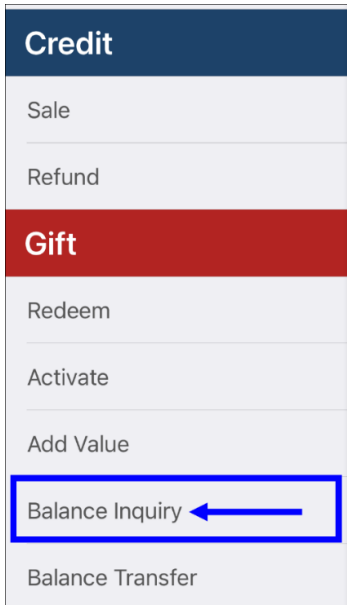 Credit
Sale
Refund
Gift
Redeem
Activate
Add Value
Balance Inquiry
Balance Transfer